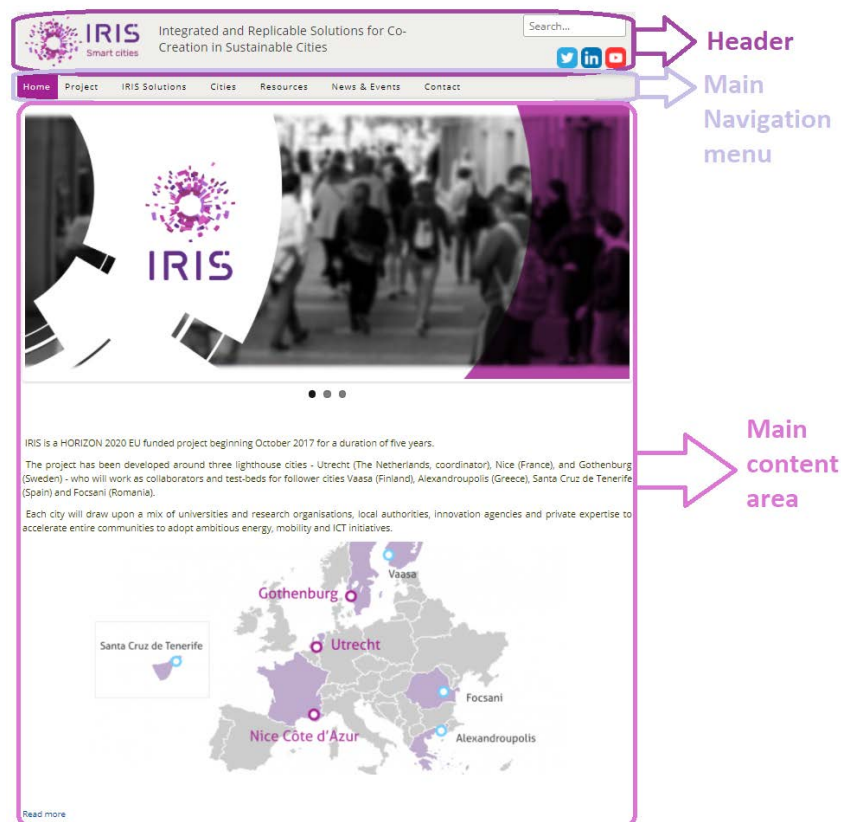 IRIS
Smart cities
Integrated and Replicable Solutions for Co-
Creation in Sustainable Cities
Search...
Header
Home Project IRIS Solutions Cities Resources News & Events Contact
Main
Navigation
menu
IRIS
IRIS is a HORIZON 2020 EU funded project beginning October 2017 for a duration of five years.
The project has been developed around three lighthouse cities - Utrecht (The Netherlands, coordinator), Nice (France), and Gothenburg
(Sweden) - who will work as collaborators and test-beds for follower cities Vaasa (Finland), Alexandroupolis (Greece), Santa Cruz de Tenerife
(Spain) and Focsani (Romania).
Each city will draw upon a mix of universities and research organisations, local authorities, innovation agencies and private expertise to
accelerate entire communities to adopt ambitious energy, mobility and ICT initiatives.
Main
content
area
Vaasa
Gothenburg
Santa Cruz de Tenerife
Utrecht
Focsani
Nice Côte d'Azur
Alexandroupolis
Read more